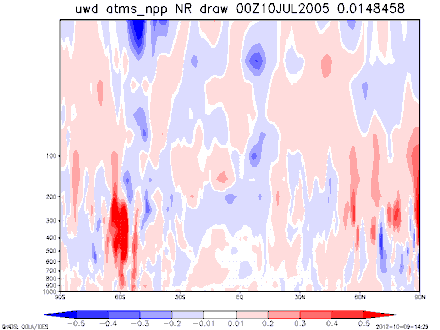 uwd atms_npp NR draw 00Z10JUL2005 0.0148458
100
200
300
400
500
600
700
800
900
1000
90S 60S 30S EQ 30N 60N 90N
-0.5 -0.4 -0.3 -0.2 -0.01 0.01 0.2 0.3 0.4 0.5
GrADS: COLA/IGES
2012-10-09-14:23